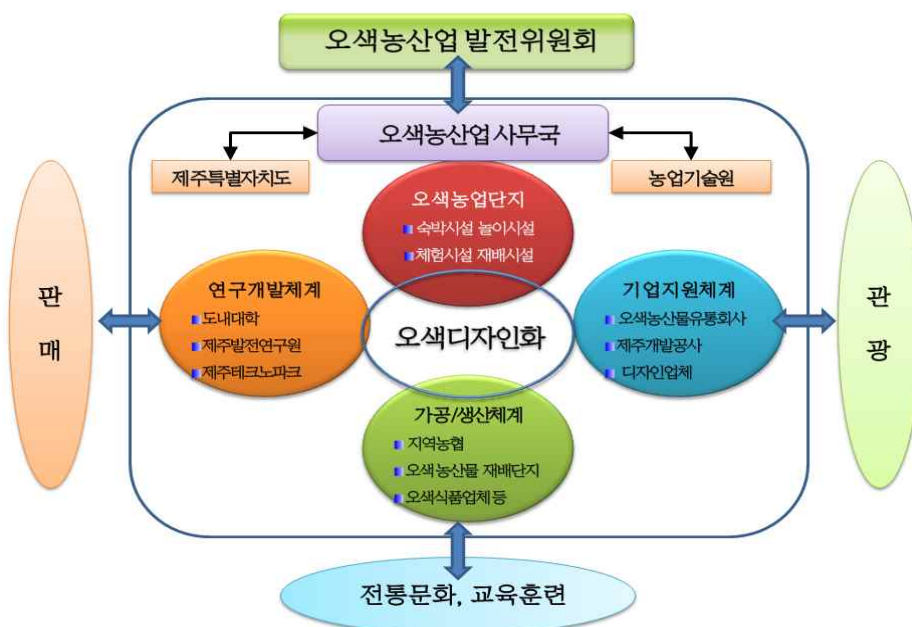 오색농산업 발전위원회
오색농산업 사무국
제주특별자치도
농업기술원
오색농업단지
숙박시설 놀이시설
체험시설 재배시설
판
매
연구개발체계
도내대학
제주발전연구원
제주테크노파크
오색디자인화
기업지원체계
오색농산물유통회사
제주개발공사
디자인업체
관
광
가공/생산체계
지역농협
오색농산물 재배단지
오색식품업체 등
전통문화, 교육훈련